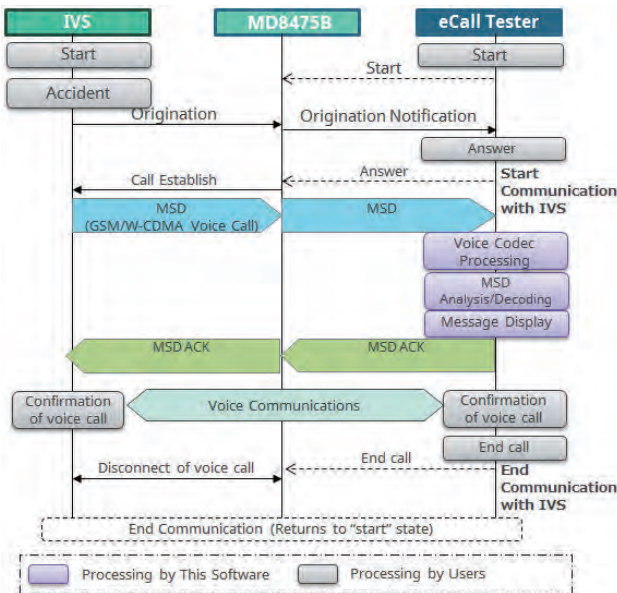 IVS
MD8475B
eCall Tester
Start
Start
Start
Accident
Origination
Origination Notification
Answer
Answer
Call Establish
Start
Communication
with IVS
MSD
(GSM/W-CDMA Voice Call)
MSD
Voice Codec
Processing
MSD
Analysis/Decoding
Message Display
MSD ACK
MSD ACK
Confirmation
of voice call
Voice Communications
Confirmation
of voice call
End call
End call
Disconnect of voice call
End
Communication
with IVS
End Communication (Returns to “start” state)
Processing by This Software
Processing by Users